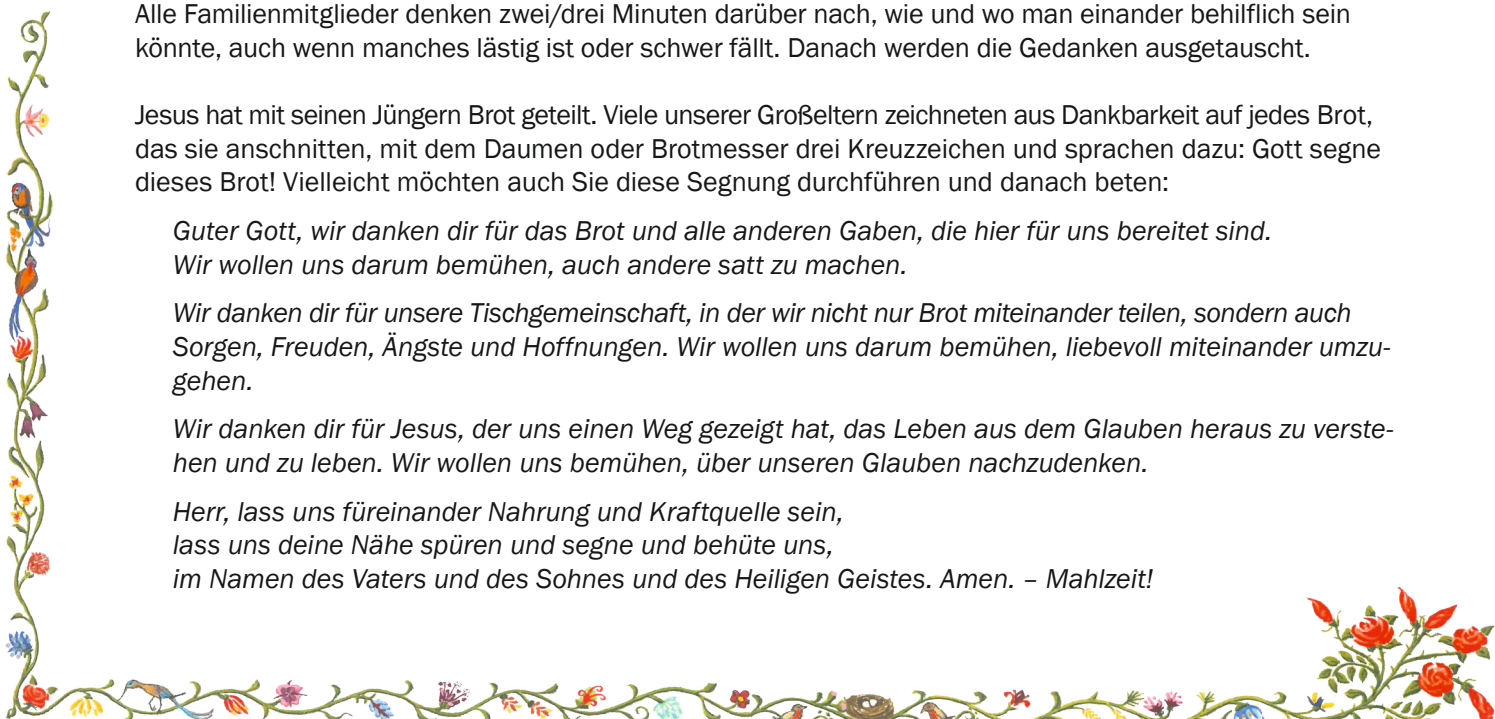 Alle Familienmitglieder denken zwei/drei Minuten darüber nach, wie und wo man einander behilflich sein
könnte, auch wenn manches lästig ist oder schwer fällt. Danach werden die Gedanken ausgetauscht.
Jesus hat mit seinen Jüngern Brot geteilt. Viele unserer Großeltern zeichneten aus Dankbarkeit auf jedes Brot,
das sie anschnitten, mit dem Daumen oder Brotmesser drei Kreuzzeichen und sprachen dazu: Gott segne
dieses Brot! Vielleicht möchten auch Sie diese Segnung durchführen und danach beten:
Guter Gott, wir danken dir für das Brot und alle anderen Gaben, die hier für uns bereitet sind.
Wir wollen uns darum bemühen, auch andere satt zu machen.
Wir danken dir für unsere Tischgemeinschaft, in der wir nicht nur Brot miteinander teilen, sondern auch
Sorgen, Freuden, Ängste und Hoffnungen. Wir wollen uns darum bemühen, liebevoll miteinander umzu-
gehen.
Wir danken dir für Jesus, der uns einen Weg gezeigt hat, das Leben aus dem Glauben heraus zu verste-
hen und zu leben. Wir wollen uns bemühen, über unseren Glauben nachzudenken.
Herr, lass uns füreinander Nahrung und Kraftquelle sein,
lass uns deine Nähe spüren und segne und behüte uns,
im Namen des Vaters und des Sohnes und des Heiligen Geistes. Amen. – Mahlzeit!